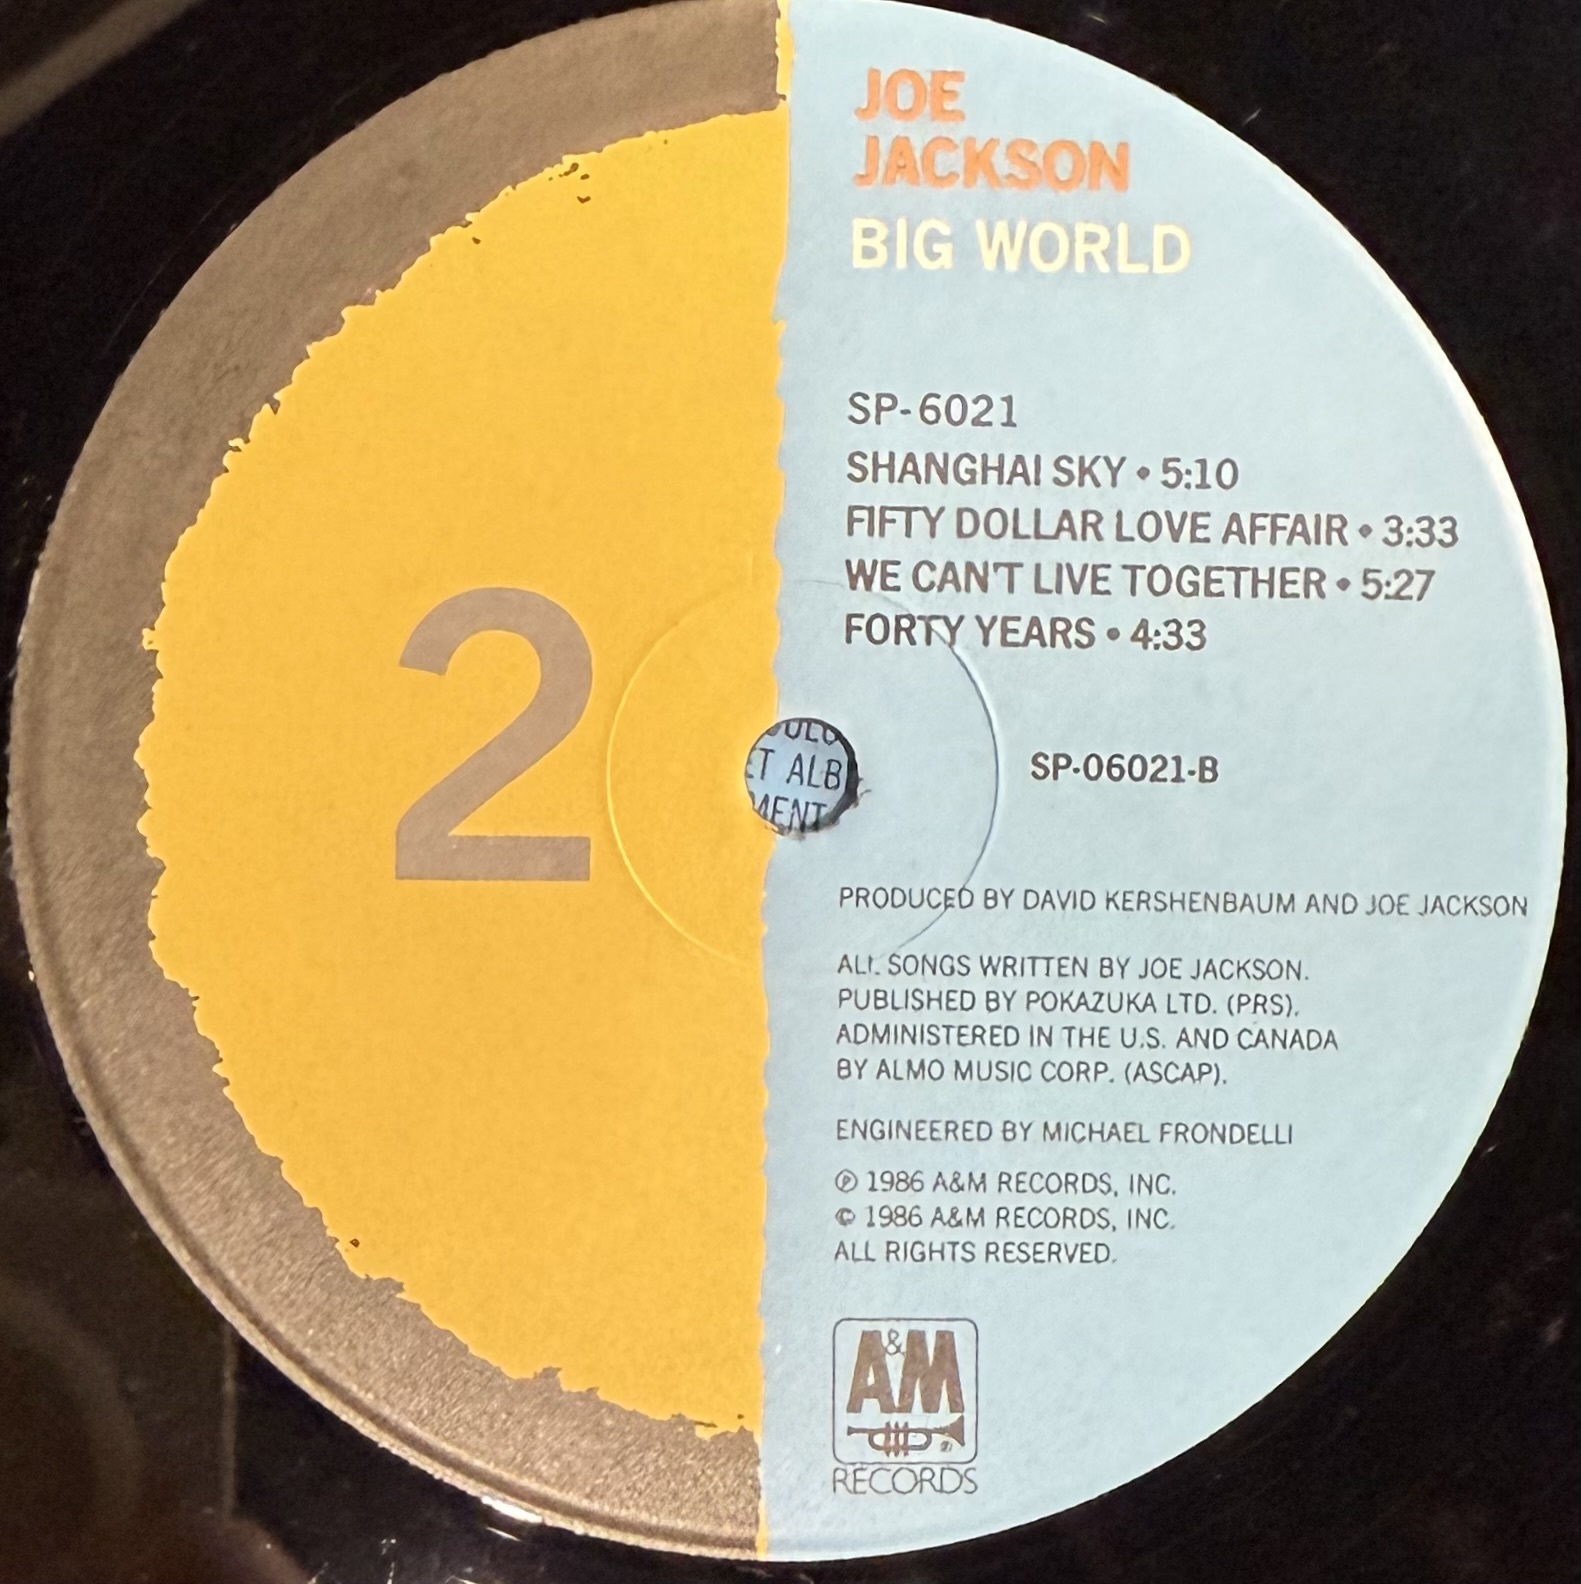 JOE
JACKSON
BIG WORLD
SP-6021
SHANGHAI SKY • 5:10
FIFTY DOLLAR LOVE AFFAIR • 3:33
WE CAN'T LIVE TOGETHER • 5:27
FORTY YEARS • 4:33
2
ET ALB
SP-06021-B
PRODUCED BY DAVID KERSHENBAUM AND JOE JACKSON
ALL SONGS WRITTEN BY JOE JACKSON.
PUBLISHED BY POKAZUKA LTD. (PRS).
ADMINISTERED IN THE U.S. AND CANADA
BY ALMO MUSIC CORP. (ASCAP).
ENGINEERED BY MICHAEL FRONDELLI
℗ 1986 A&M RECORDS, INC.
© 1986 A&M RECORDS, INC.
ALL RIGHTS RESERVED.
A&M
RECORDS